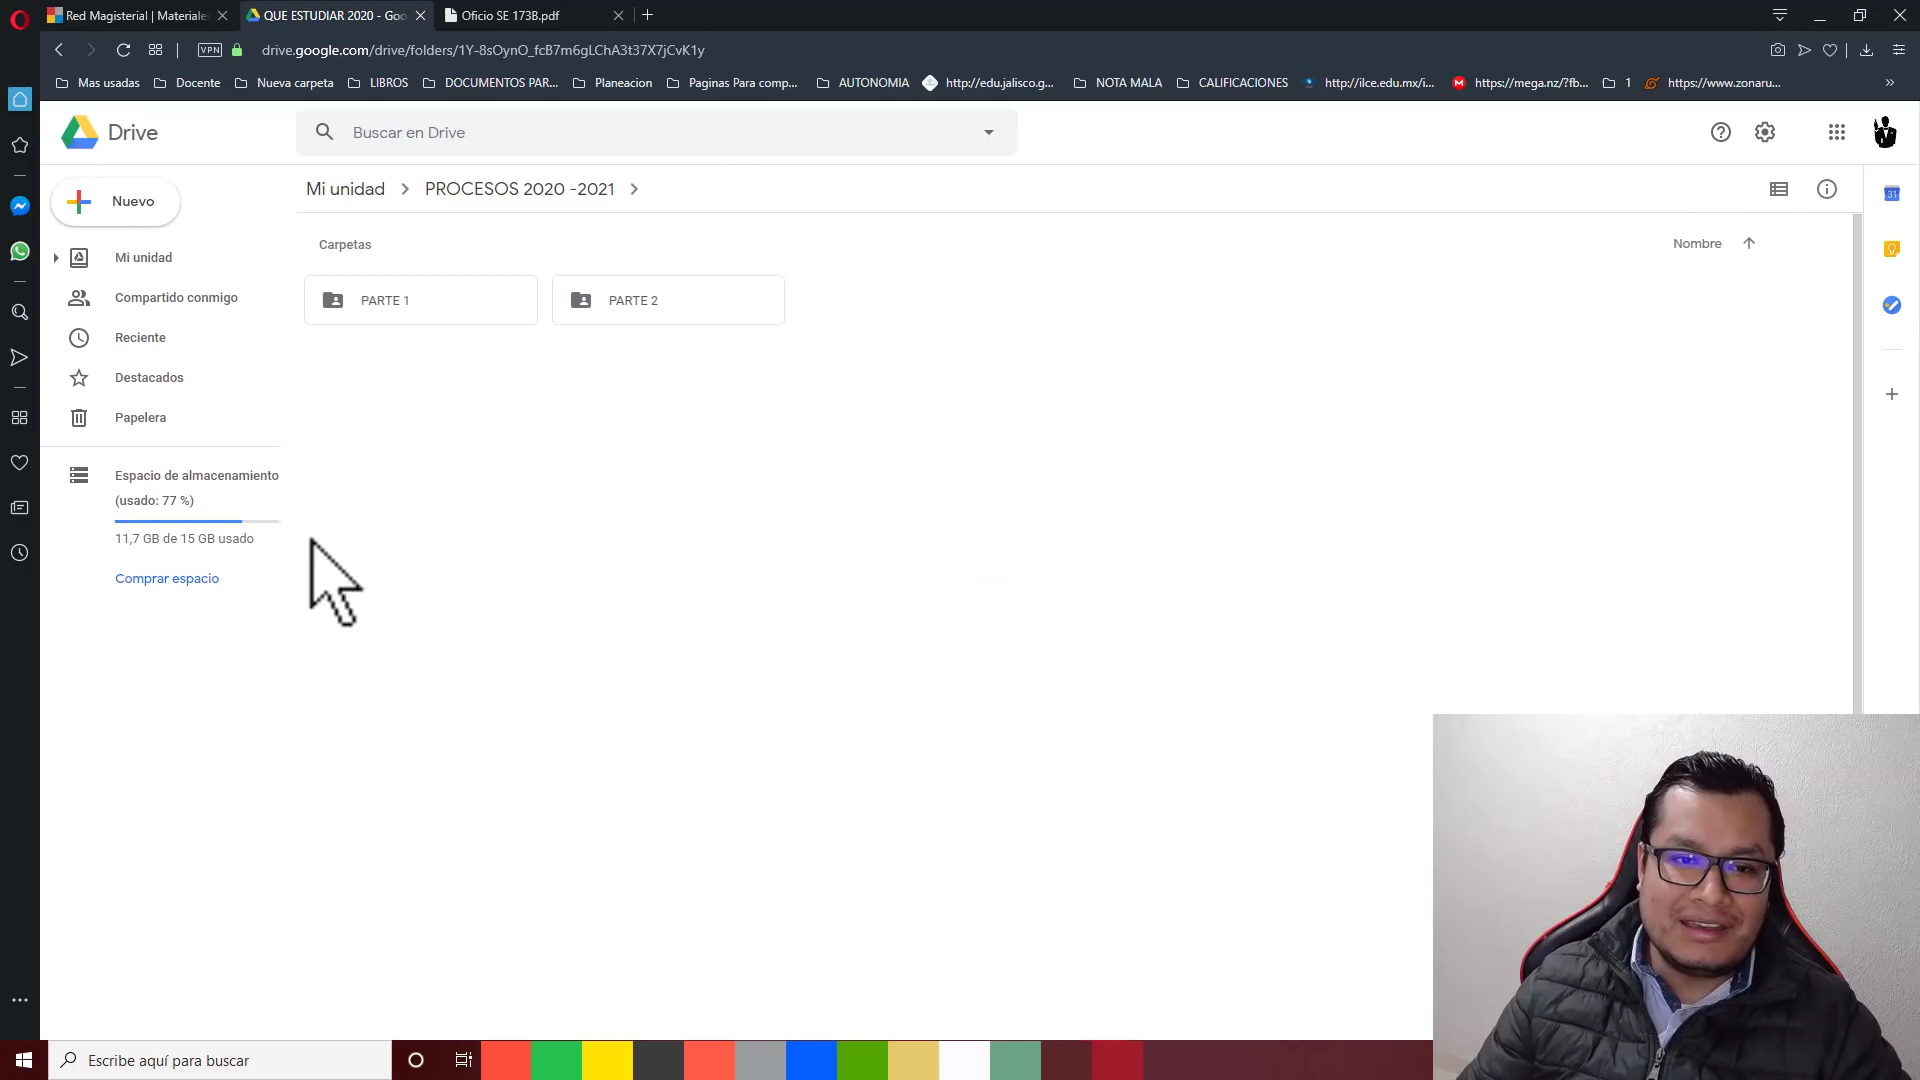 Red Magisterial | Materiale
QUE ESTUDIAR 2020 - Goo
Oficio SE 173B.pdf
VPN
drive.google.com/drive/folders/1Y-8sOynO_fcB7m6gLChA3t37X7jCvK1y
Mas usadas
Docente
Nueva carpeta
LIBROS
DOCUMENTOS PAR...
Planeacion
Paginas Para comp...
AUTONOMIA
http://edu.jalisco.g...
NOTA MALA
CALIFICACIONES
http://ilce.edu.mx/i...
https://mega.nz/?fb...
1
https://www.zonaru...
Drive
Buscar en Drive
Nuevo
Mi unidad
PROCESOS 2020 -2021
Carpetas
Nombre
PARTE 1
PARTE 2
Mi unidad
Compartido conmigo
Reciente
Destacados
Papelera
Espacio de almacenamiento
(usado: 77 %)
11,7 GB de 15 GB usado
Comprar espacio
31
Escribe aquí para buscar